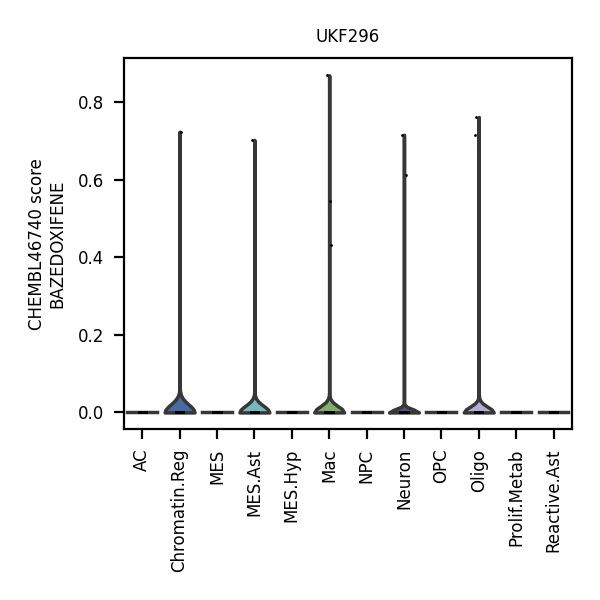 UKF296
CHEMBL46740 score
BAZEDOXIFENE
0.8
0.6
0.4
0.2
0.0
AC
Chromatin.Reg
MES
MES.Ast
MES.Hyp
Mac
NPC
Neuron
OPC
Oligo
Prolif.Metab
Reactive.Ast